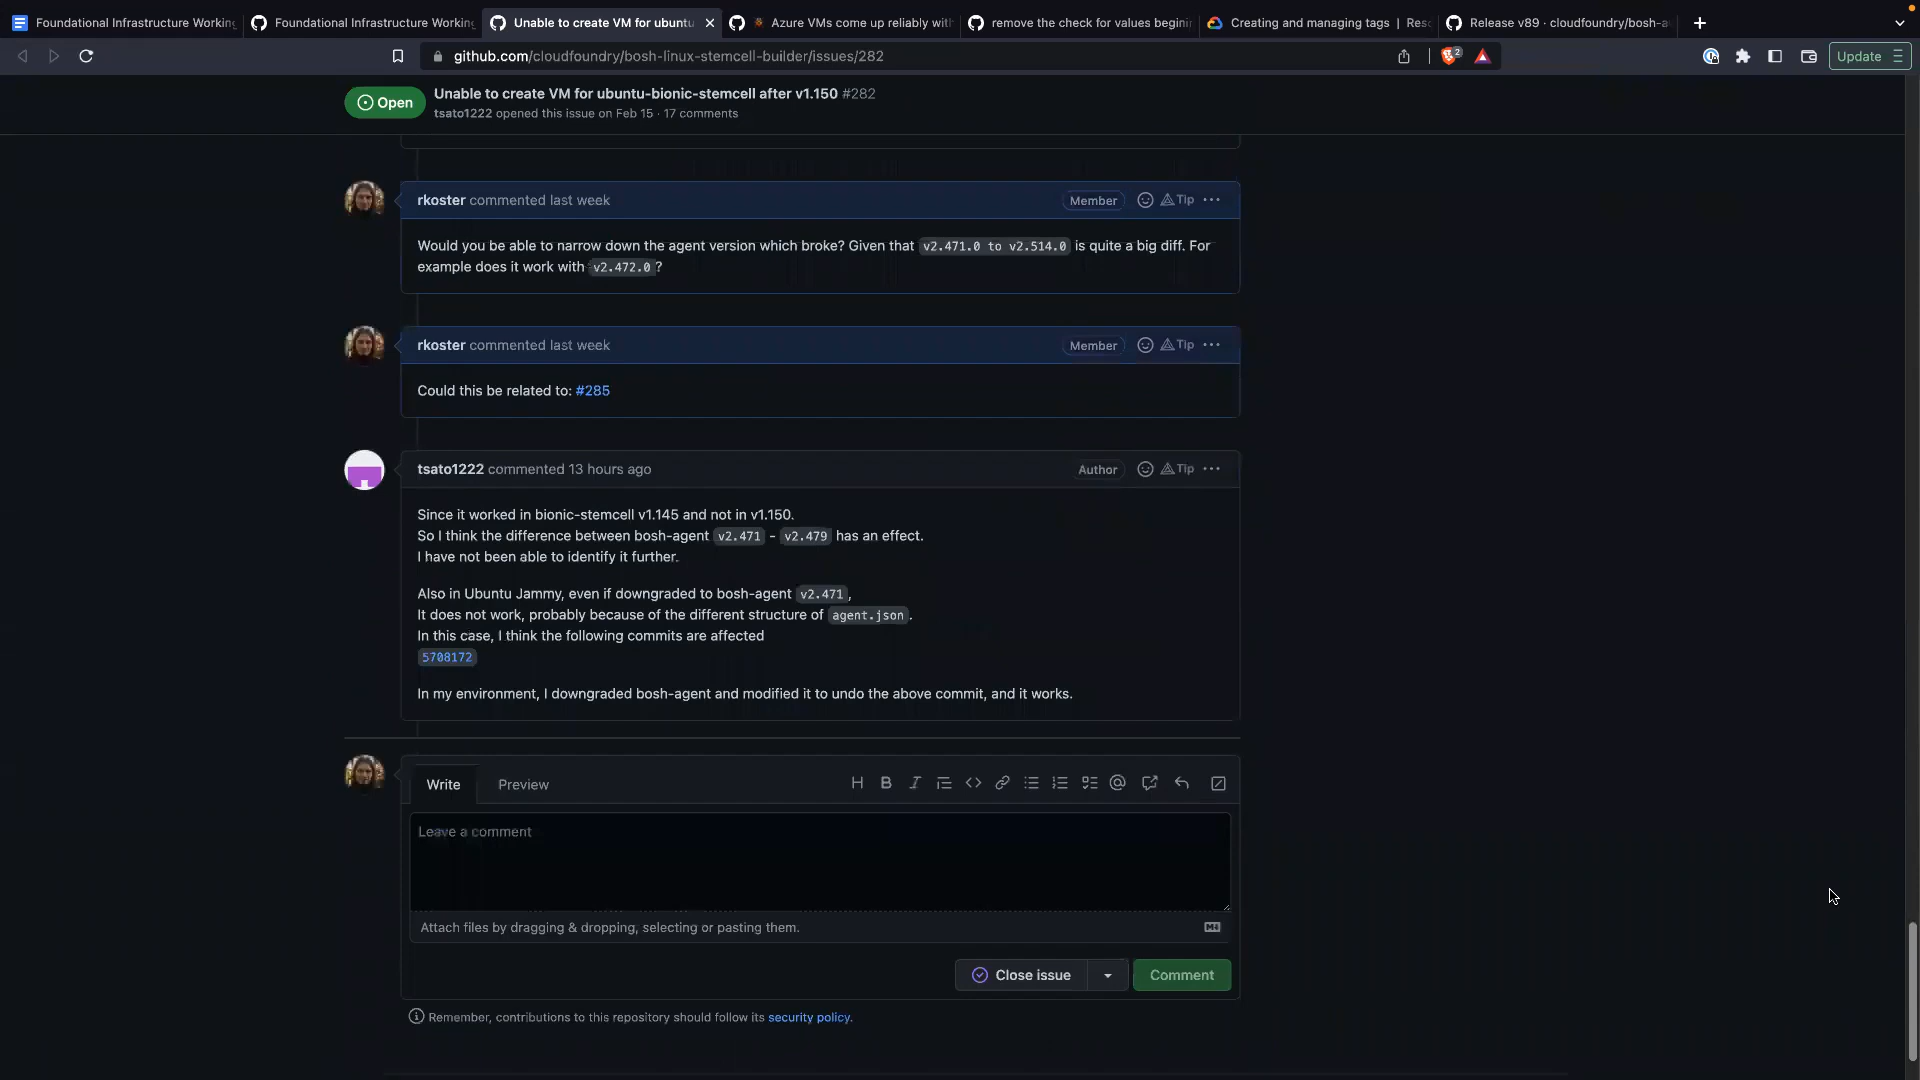 Foundational Infrastructure Working
Foundational Infrastructure Working
Unable to create VM for ubuntu
Azure VMs come up reliably with
remove the check for values begini
Creating and managing tags | Res
Release v89 · cloudfoundry/bosh-a
github.com/cloudfoundry/bosh-linux-stemcell-builder/issues/282
2
Update
Open
Unable to create VM for ubuntu-bionic-stemcell after v1.150 #282
tsato1222 opened this issue on Feb 15 · 17 comments
rkoster commented last week
Member
Tip
Would you be able to narrow down the agent version which broke? Given that v2.471.0 to v2.514.0 is quite a big diff. For
example does it work with v2.472.0 ?
rkoster commented last week
Member
Tip
Could this be related to: #285
tsato1222 commented 13 hours ago
Author
Tip
Since it worked in bionic-stemcell v1.145 and not in v1.150.
So I think the difference between bosh-agent v2.471 - v2.479 has an effect.
I have not been able to identify it further.
Also in Ubuntu Jammy, even if downgraded to bosh-agent v2.471 ,
It does not work, probably because of the different structure of agent.json .
In this case, I think the following commits are affected
5708172
In my environment, I downgraded bosh-agent and modified it to undo the above commit, and it works.
Write
Preview
Leave a comment
Attach files by dragging & dropping, selecting or pasting them.
Close issue
Comment
Remember, contributions to this repository should follow its security policy.